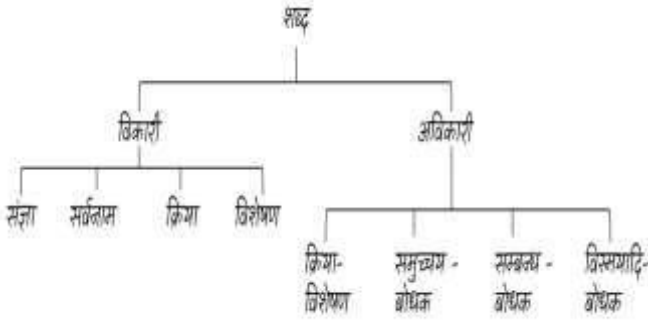 शब्द
विकारी अविकारी
संज्ञा सर्वनाम क्रिया विशेषण
क्रिया- समुच्चय - सम्बन्ध - विस्मयादि-
विशेषण बोधक बोधक बोधक